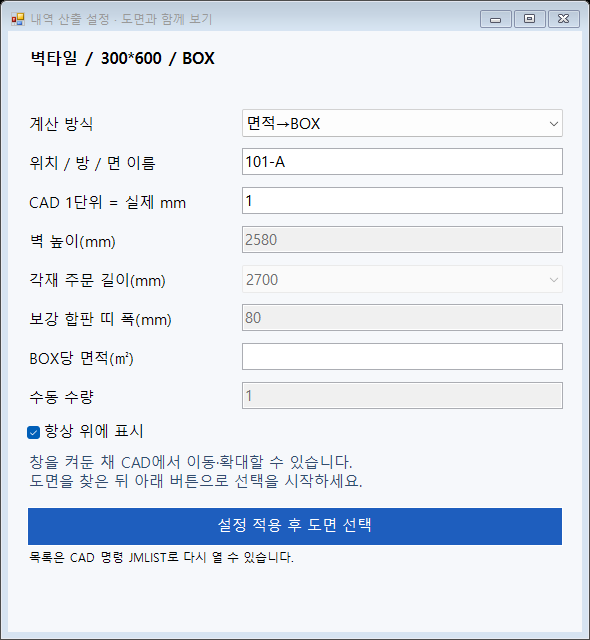 내역 산출 설정 · 도면과 함께 보기
벽타일 / 300*600 / BOX
계산 방식
면적→BOX
위치 / 방 / 면 이름
101-A
CAD 1단위 = 실제 mm
1
벽 높이(mm)
2580
각재 주문 길이(mm)
2700
보강 합판 띠 폭(mm)
80
BOX당 면적(㎡)
수동 수량
1
항상 위에 표시
창을 켜둔 채 CAD에서 이동·확대할 수 있습니다.
도면을 찾은 뒤 아래 버튼으로 선택을 시작하세요.
설정 적용 후 도면 선택
목록은 CAD 명령 JMLIST로 다시 열 수 있습니다.